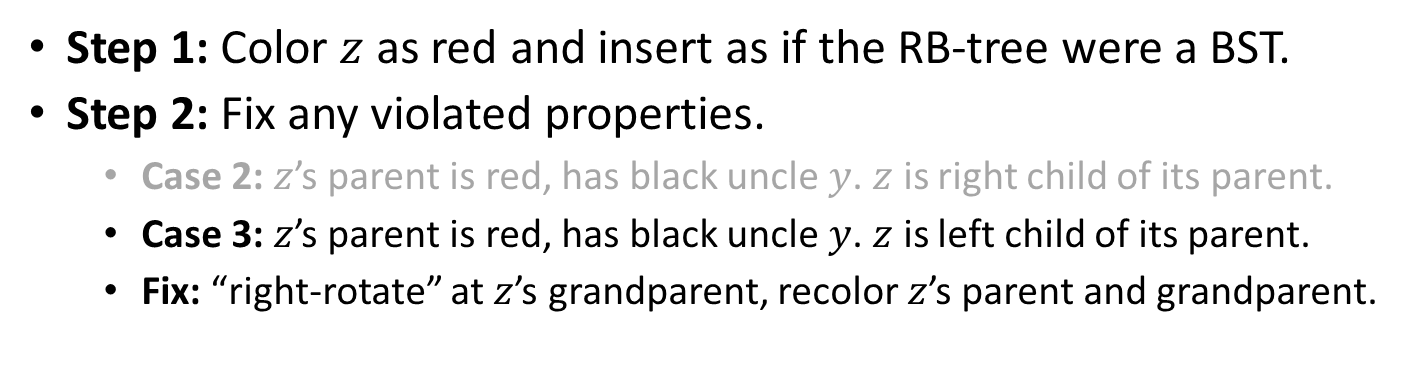 • Step 1: Color z as red and insert as if the RB-tree were a BST.
• Step 2: Fix any violated properties.
• Case 2: z’s parent is red, has black uncle y. z is right child of its parent.
• Case 3: z’s parent is red, has black uncle y. z is left child of its parent.
• Fix: “right-rotate” at z’s grandparent, recolor z’s parent and grandparent.